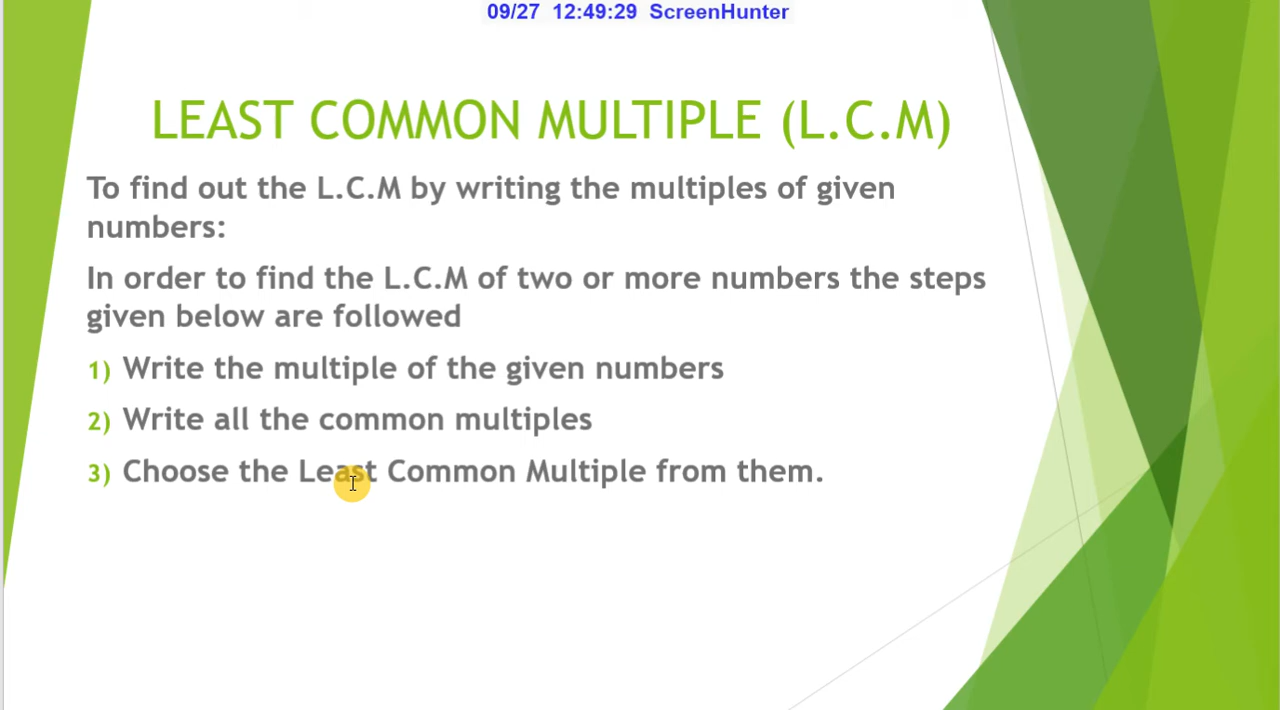 09/27 12:49:29 ScreenHunter
LEAST COMMON MULTIPLE (L.C.M)
To find out the L.C.M by writing the multiples of given
numbers:
In order to find the L.C.M of two or more numbers the steps
given below are followed
1) Write the multiple of the given numbers
2) Write all the common multiples
3) Choose the Least Common Multiple from them.